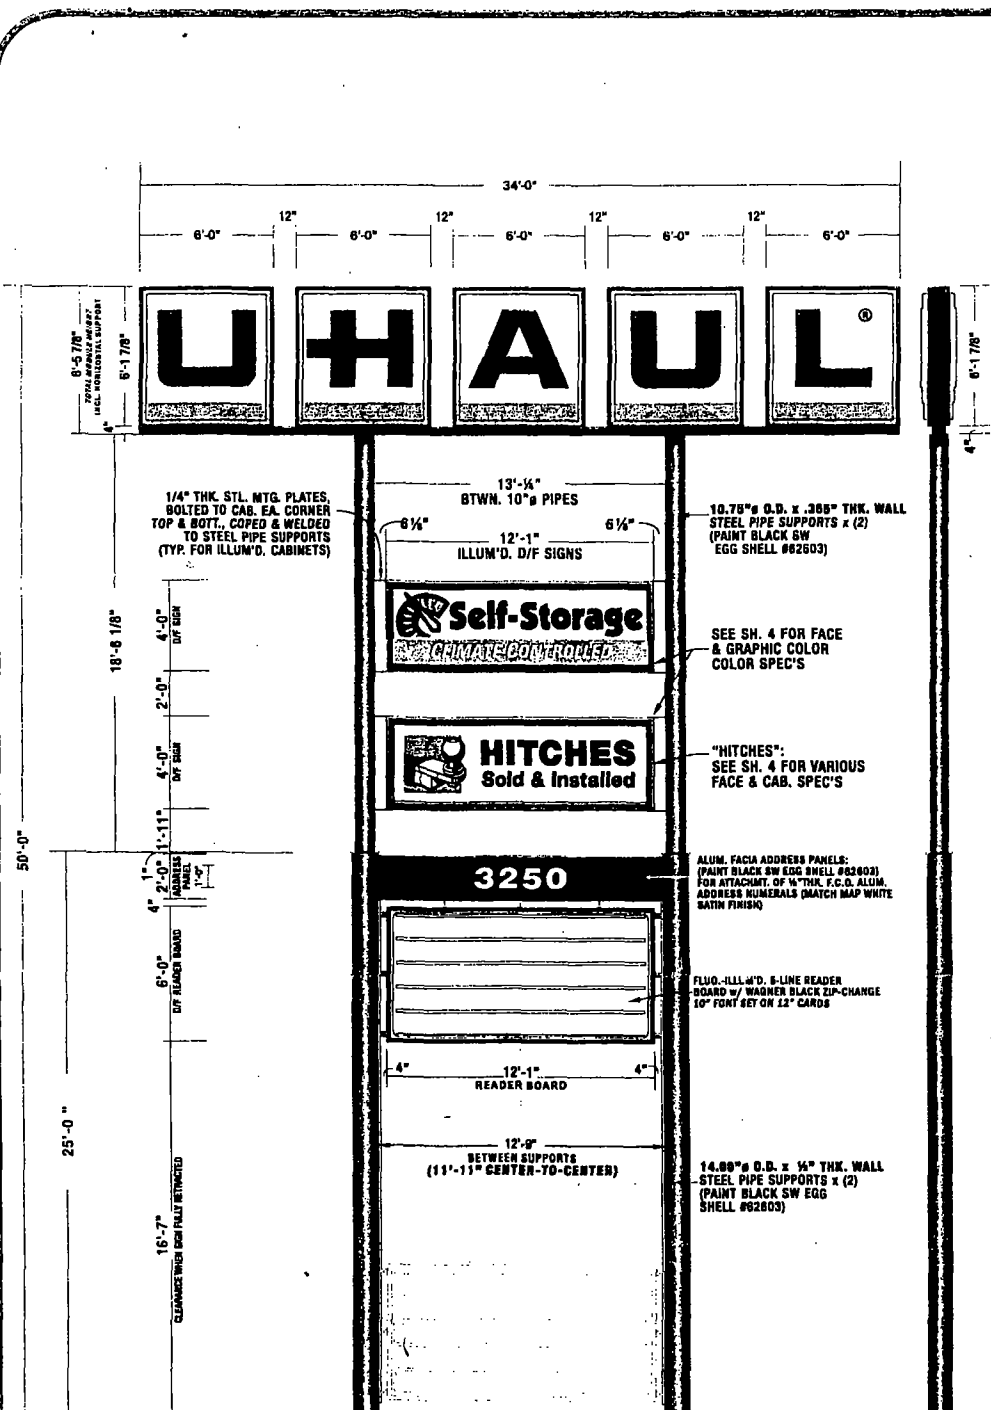 34'-0"
12" 12" 12" 12"
6'-0" 6'-0" 6'-0" 6'-0" 6'-0"
6'-5 7/8"
TOTAL MODULE HEIGHT
INCL. HORIZONTAL SUPPORT
6'-1 7/8"
4"
U H A U L ®
6'-1 7/8"
4"
13'-¼"
BTWN. 10"ø PIPES
1/4" THK. STL. MTG. PLATES,
BOLTED TO CAB. EA. CORNER
TOP & BOTT., COPED & WELDED
TO STEEL PIPE SUPPORTS
(TYP. FOR ILLUM'D. CABINETS)
12'-1"
ILLUM'D. D/F SIGNS
10.75"ø O.D. x .365" THK. WALL
STEEL PIPE SUPPORTS x (2)
(PAINT BLACK SW
EGG SHELL #62603)
18'-6 1/8"
4'-0"
D/F SIGN
Self-Storage
CLIMATE CONTROLLED
SEE SH. 4 FOR FACE
& GRAPHIC COLOR
COLOR SPEC'S
2'-0"
4'-0"
D/F SIGN
HITCHES
Sold & Installed
"HITCHES":
SEE SH. 4 FOR VARIOUS
FACE & CAB. SPEC'S
50'-0"
1'-11"
1"
2'-0"
ADDRESS
PANEL
1'-0"
4"
3250
ALUM. FACIA ADDRESS PANELS:
(PAINT BLACK SW EGG SHELL #62603)
FOR ATTACHMT. OF THK. F.C.O. ALUM.
ADDRESS NUMERALS (MATCH MAP WHITE
SATIN FINISH)
6'-0"
D/F READER BOARD
FLUO.-ILLUM'D. 5-LINE READER
BOARD w/ WAGNER BLACK ZIP-CHANGE
10" FONT SET ON 12" CARDS
4" 12'-1" 4"
READER BOARD
25'-0"
12'-9"
BETWEEN SUPPORTS
(11'-11" CENTER-TO-CENTER)
O.D. x ½" THK. WALL
STEEL PIPE SUPPORTS x (2)
(PAINT BLACK SW EGG
SHELL #62603)
16'-7"
CLEARANCE WHEN SIGN FULLY RETRACTED